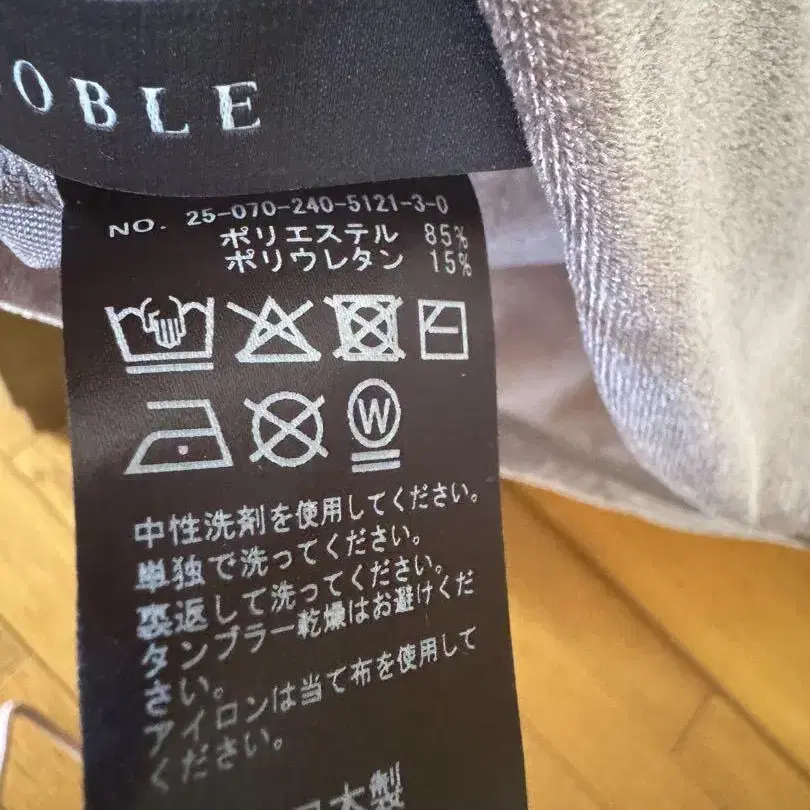 OBLE
NO. 25-070-240-5121-3-0
ポリエステル 85%
ポリウレタン 15%
W
中性洗剤を使用してください。
単独で洗ってください。
裏返して洗ってください。
タンブラー乾燥はお避けくだ
さい。
アイロンは当て布を使用して
ください。
日本製